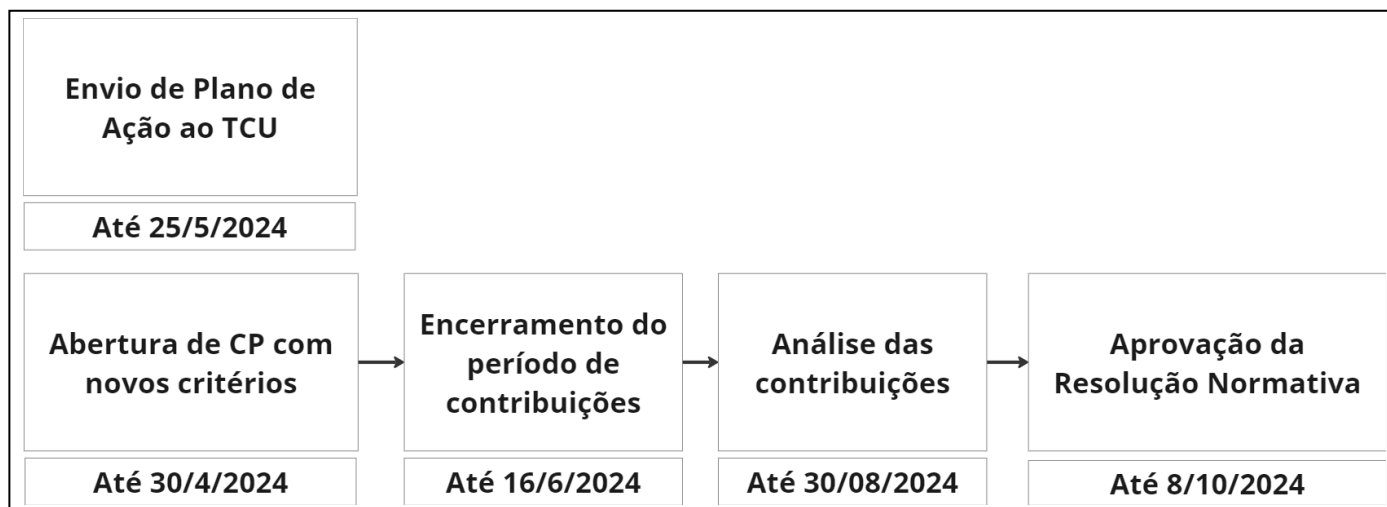 Envio de Plano de
Ação ao TCU
Até 25/5/2024
Abertura de CP com
novos critérios
Até 30/4/2024
Encerramento do
período de
contribuições
Até 16/6/2024
Análise das
contribuições
Até 30/08/2024
Aprovação da
Resolução Normativa
Até 8/10/2024